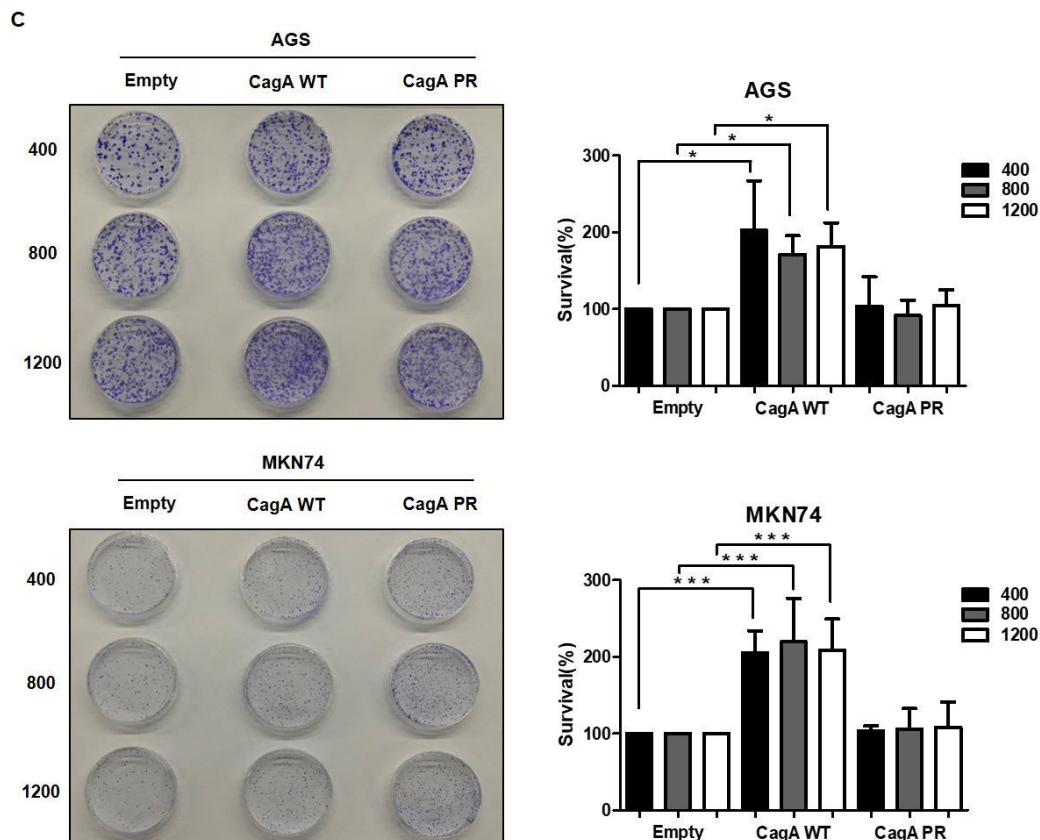 C
AGS
Empty CagA WT CagA PR
400
800
1200
AGS
Survival(%)
300
200
100
0
* * *
Empty CagA WT CagA PR
400
800
1200
MKN74
Empty CagA WT CagA PR
400
800
1200
MKN74
Survival(%)
300
200
100
0
*** *** ***
Empty CagA WT CagA PR
400
800
1200